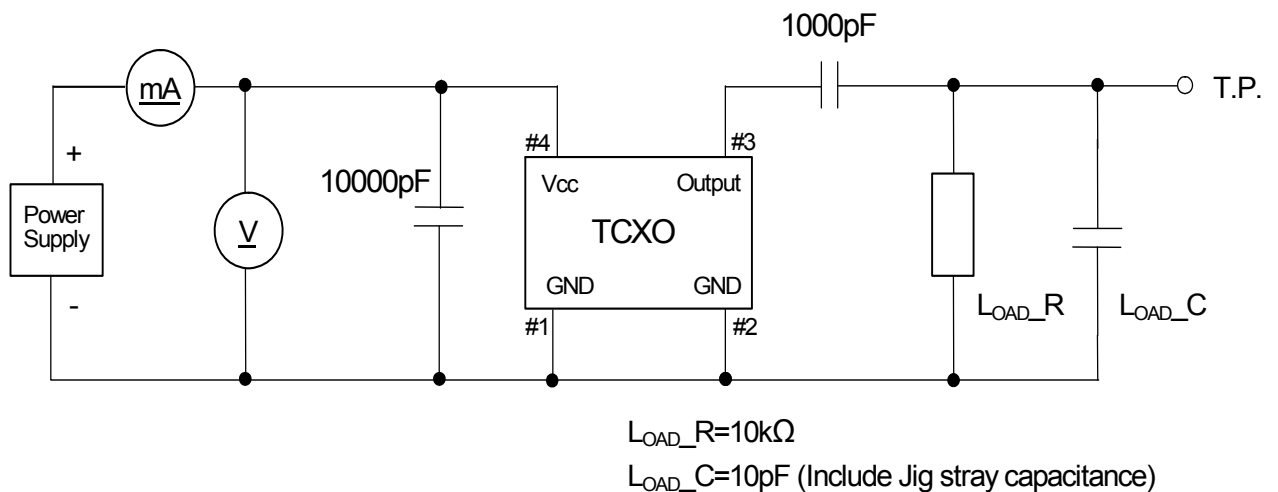 1000pF
mA
T.P.
+
#4
#3
10000pF
Vcc
Output
Power
Supply
V
TCXO
GND
GND
-
#1
#2
LOAD_R
LOAD_C
LOAD_R=10kΩ
LOAD_C=10pF (Include Jig stray capacitance)